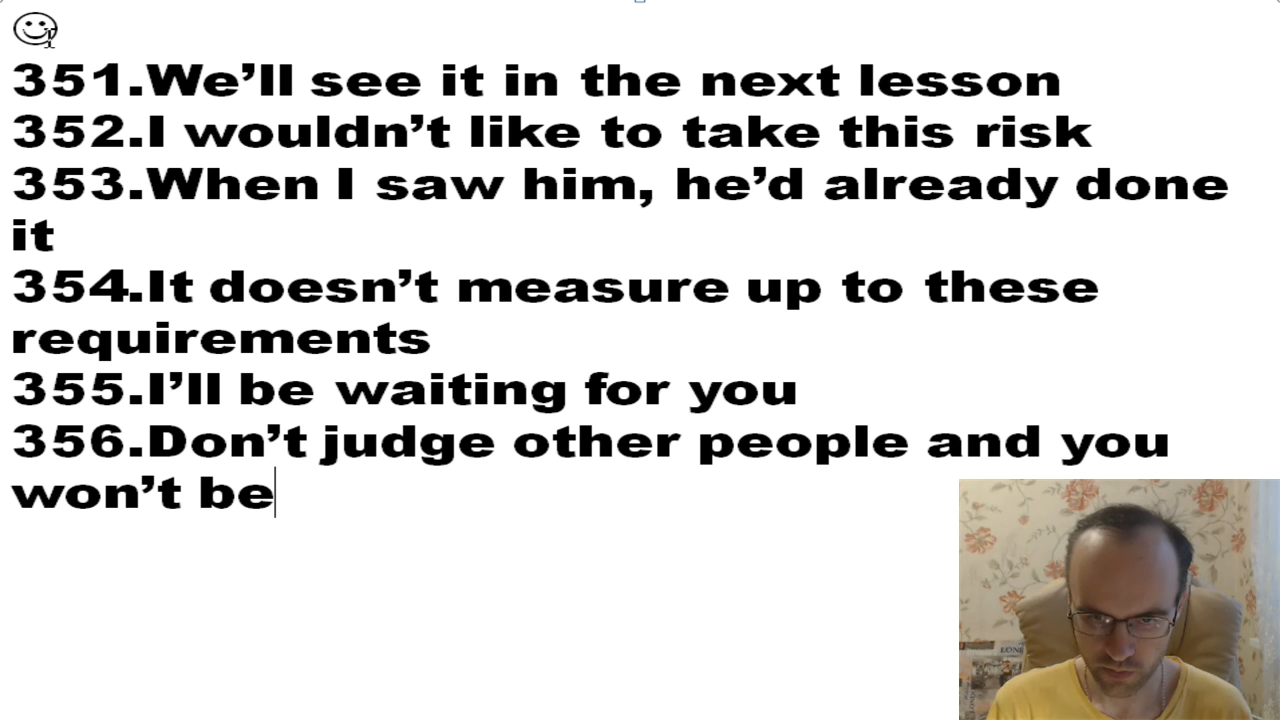 351.We’ll see it in the next lesson
352.I wouldn’t like to take this risk
353.When I saw him, he’d already done
it
354.It doesn’t measure up to these
requirements
355.I’ll be waiting for you
356.Don’t judge other people and you
won’t be